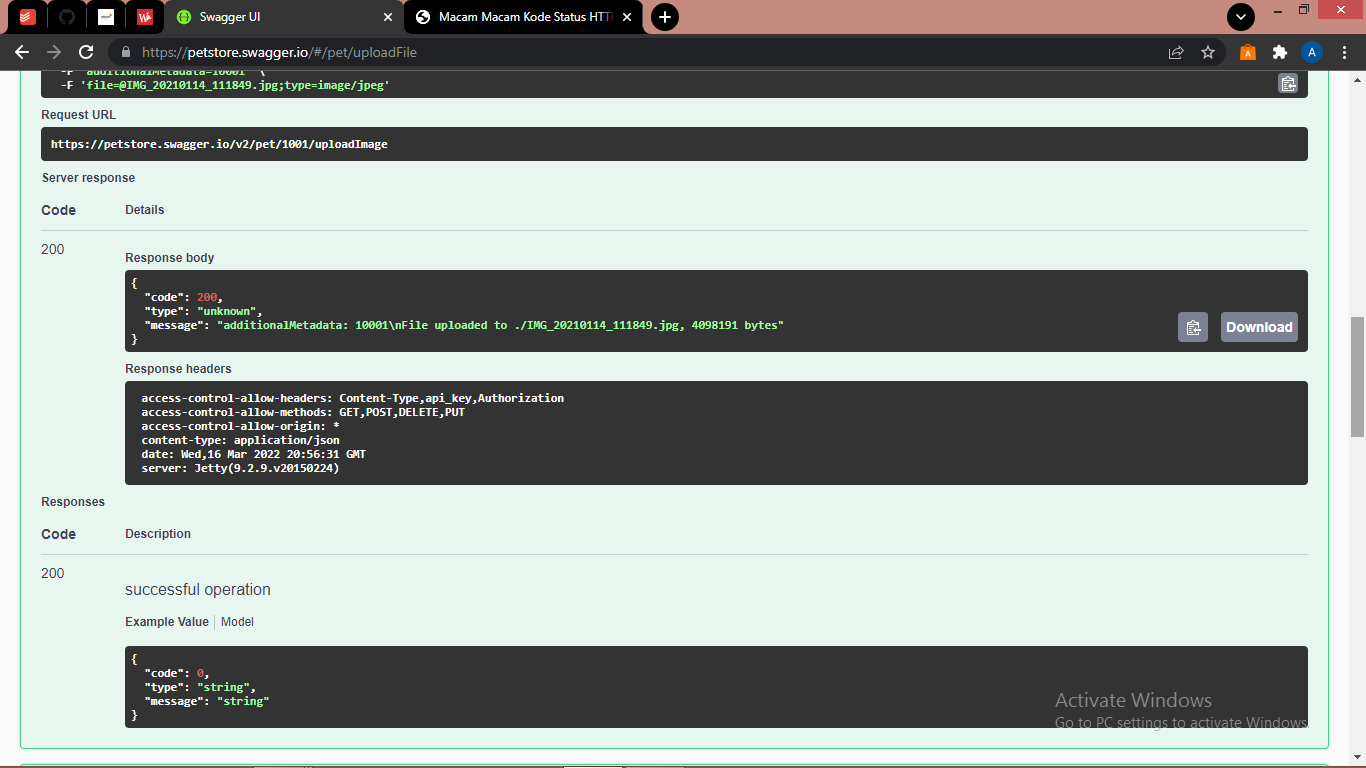 Swagger UI
Macam Macam Kode Status HTT
https://petstore.swagger.io/#/pet/uploadFile
A
-F 'additionalMetadata=10001' \
-F 'file=@IMG_20210114_111849.jpg;type=image/jpeg'
Request URL
https://petstore.swagger.io/v2/pet/1001/uploadImage
Server response
Code Details
200
Response body
{
"code": 200,
"type": "unknown",
"message": "additionalMetadata: 10001\nFile uploaded to ./IMG_20210114_111849.jpg, 4098191 bytes"
}
Download
Response headers
access-control-allow-headers: Content-Type,api_key,Authorization
access-control-allow-methods: GET,POST,DELETE,PUT
access-control-allow-origin: *
content-type: application/json
date: Wed,16 Mar 2022 20:56:31 GMT
server: Jetty(9.2.9.v20150224)
Responses
Code Description
200
successful operation
Example Value Model
{
"code": 0,
"type": "string",
"message": "string"
}
Activate Windows
Go to PC settings to activate Windows.